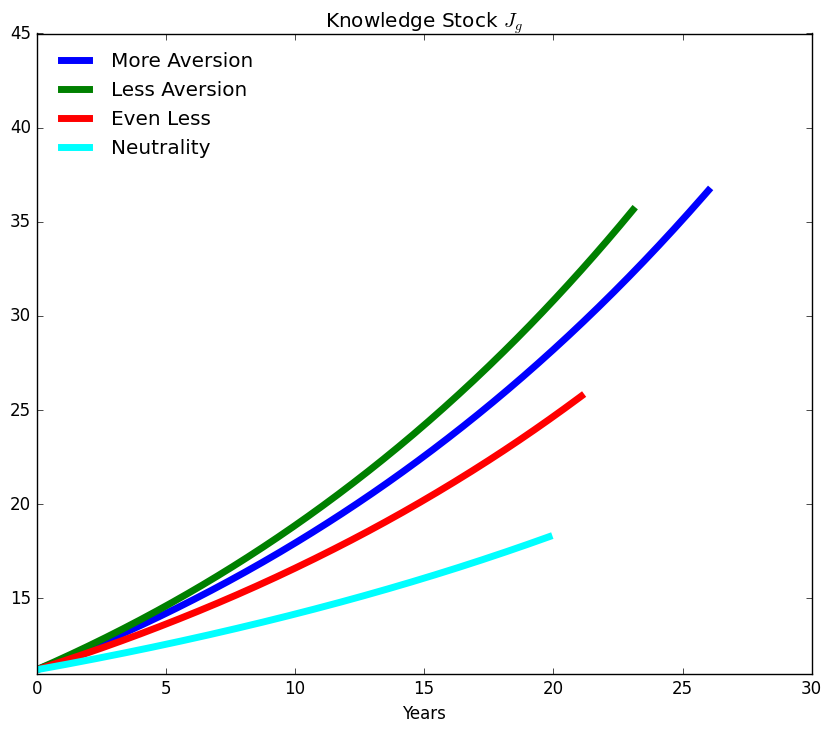 Knowledge Stock J_g
45
40
35
30
25
20
15
More Aversion
Less Aversion
Even Less
Neutrality
0 5 10 15 20 25 30
Years